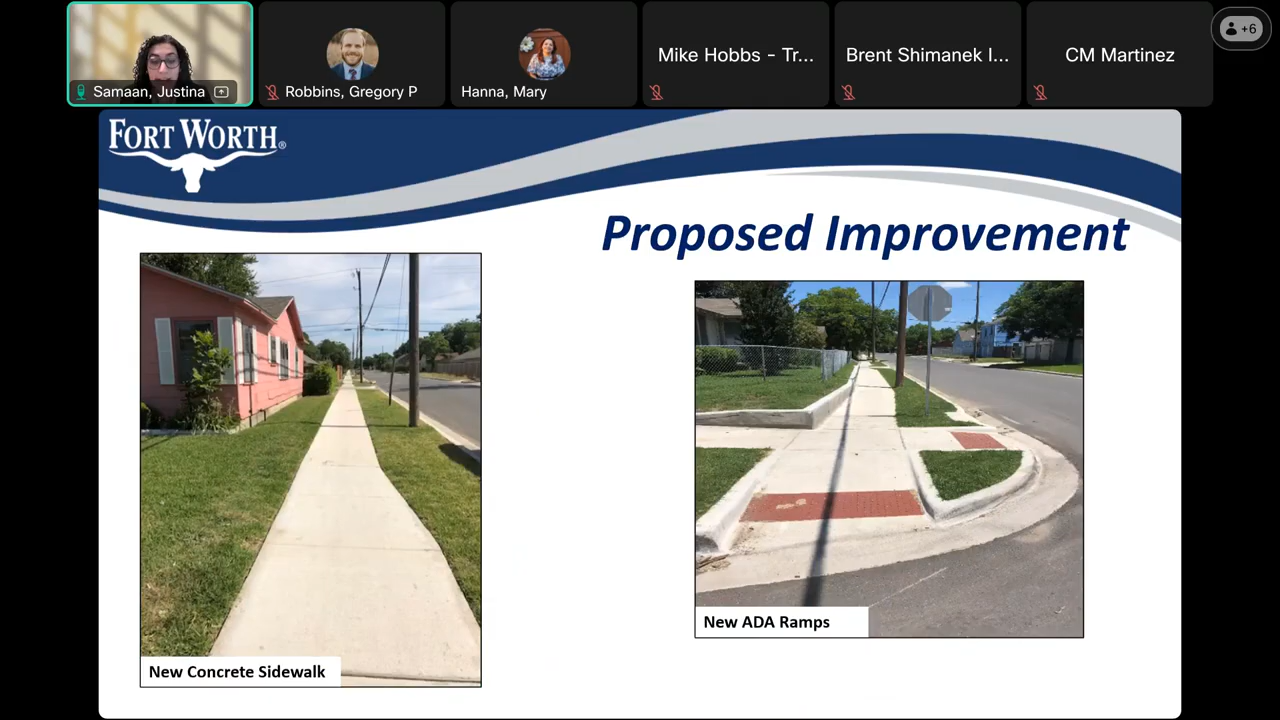 Samaan, Justina
Robbins, Gregory P
Hanna, Mary
Mike Hobbs - Tr...
Brent Shimanek I...
CM Martinez
+6
FORT WORTH®
Proposed Improvement
New Concrete Sidewalk
New ADA Ramps